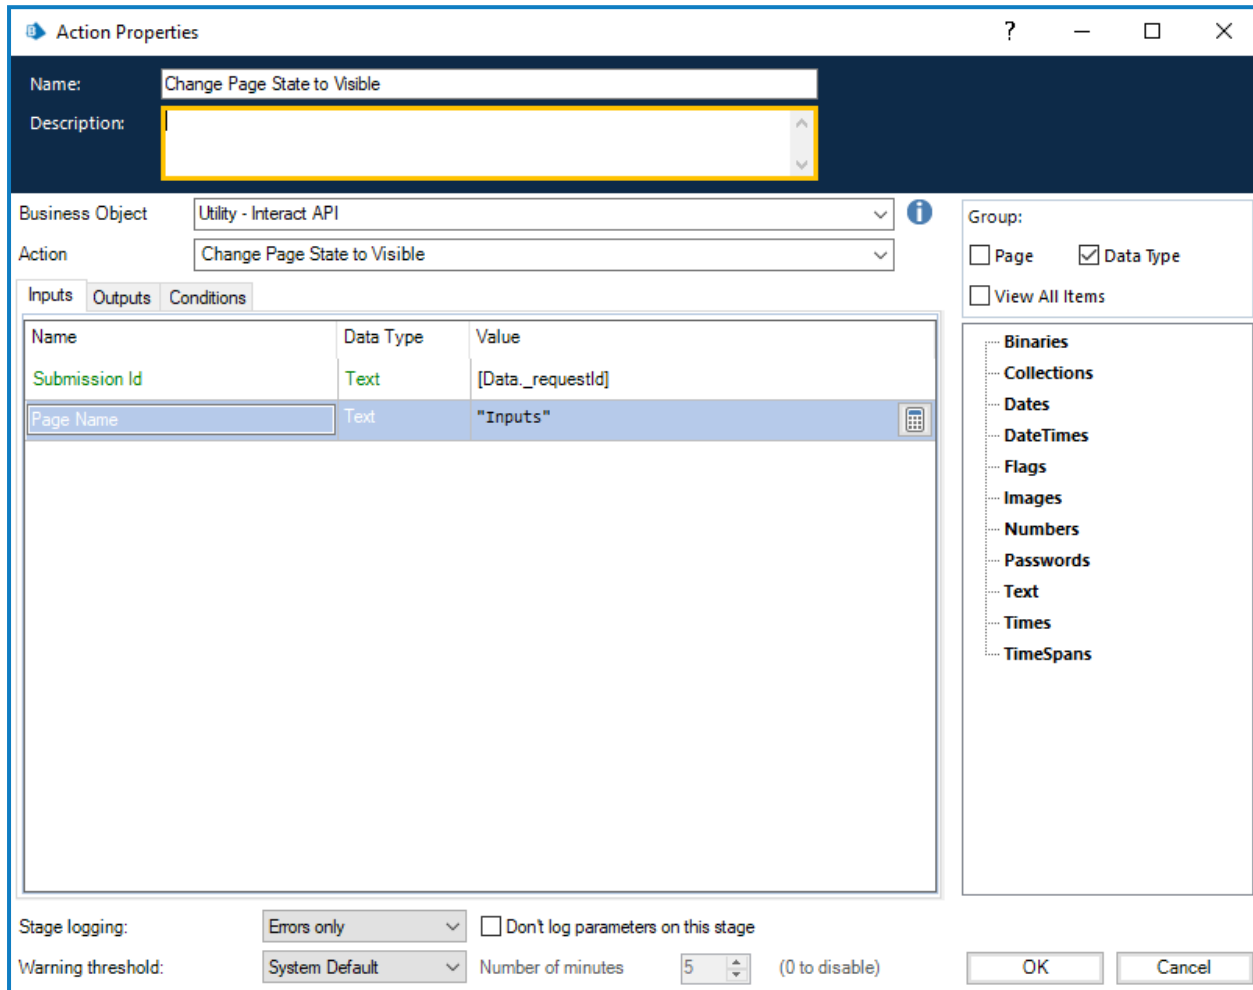 Action Properties
?
Name: Change Page State to Visible
Description:
Business Object Utility - Interact API
Action Change Page State to Visible
Group:
Page Data Type
View All Items
Inputs Outputs Conditions
Name Data Type Value
Submission Id Text [Data._requestId]
Page Name Text "Inputs"
Binaries
Collections
Dates
DateTimes
Flags
Images
Numbers
Passwords
Text
Times
TimeSpans
Stage logging: Errors only Don't log parameters on this stage
Warning threshold: System Default Number of minutes 5 (0 to disable)
OK Cancel